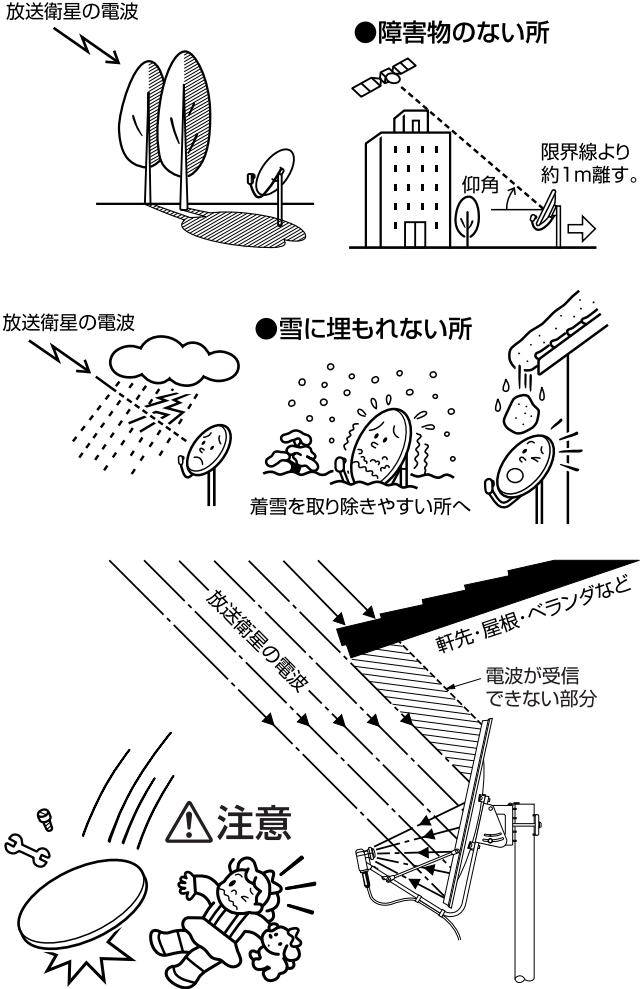 放送衛星の電波
●障害物のない所
限界線より
約1m離す。
仰角
放送衛星の電波
●雪に埋もれない所
着雪を取り除きやすい所へ
放送衛星の電波
軒先・屋根・ベランダなど
電波が受信
できない部分
注意